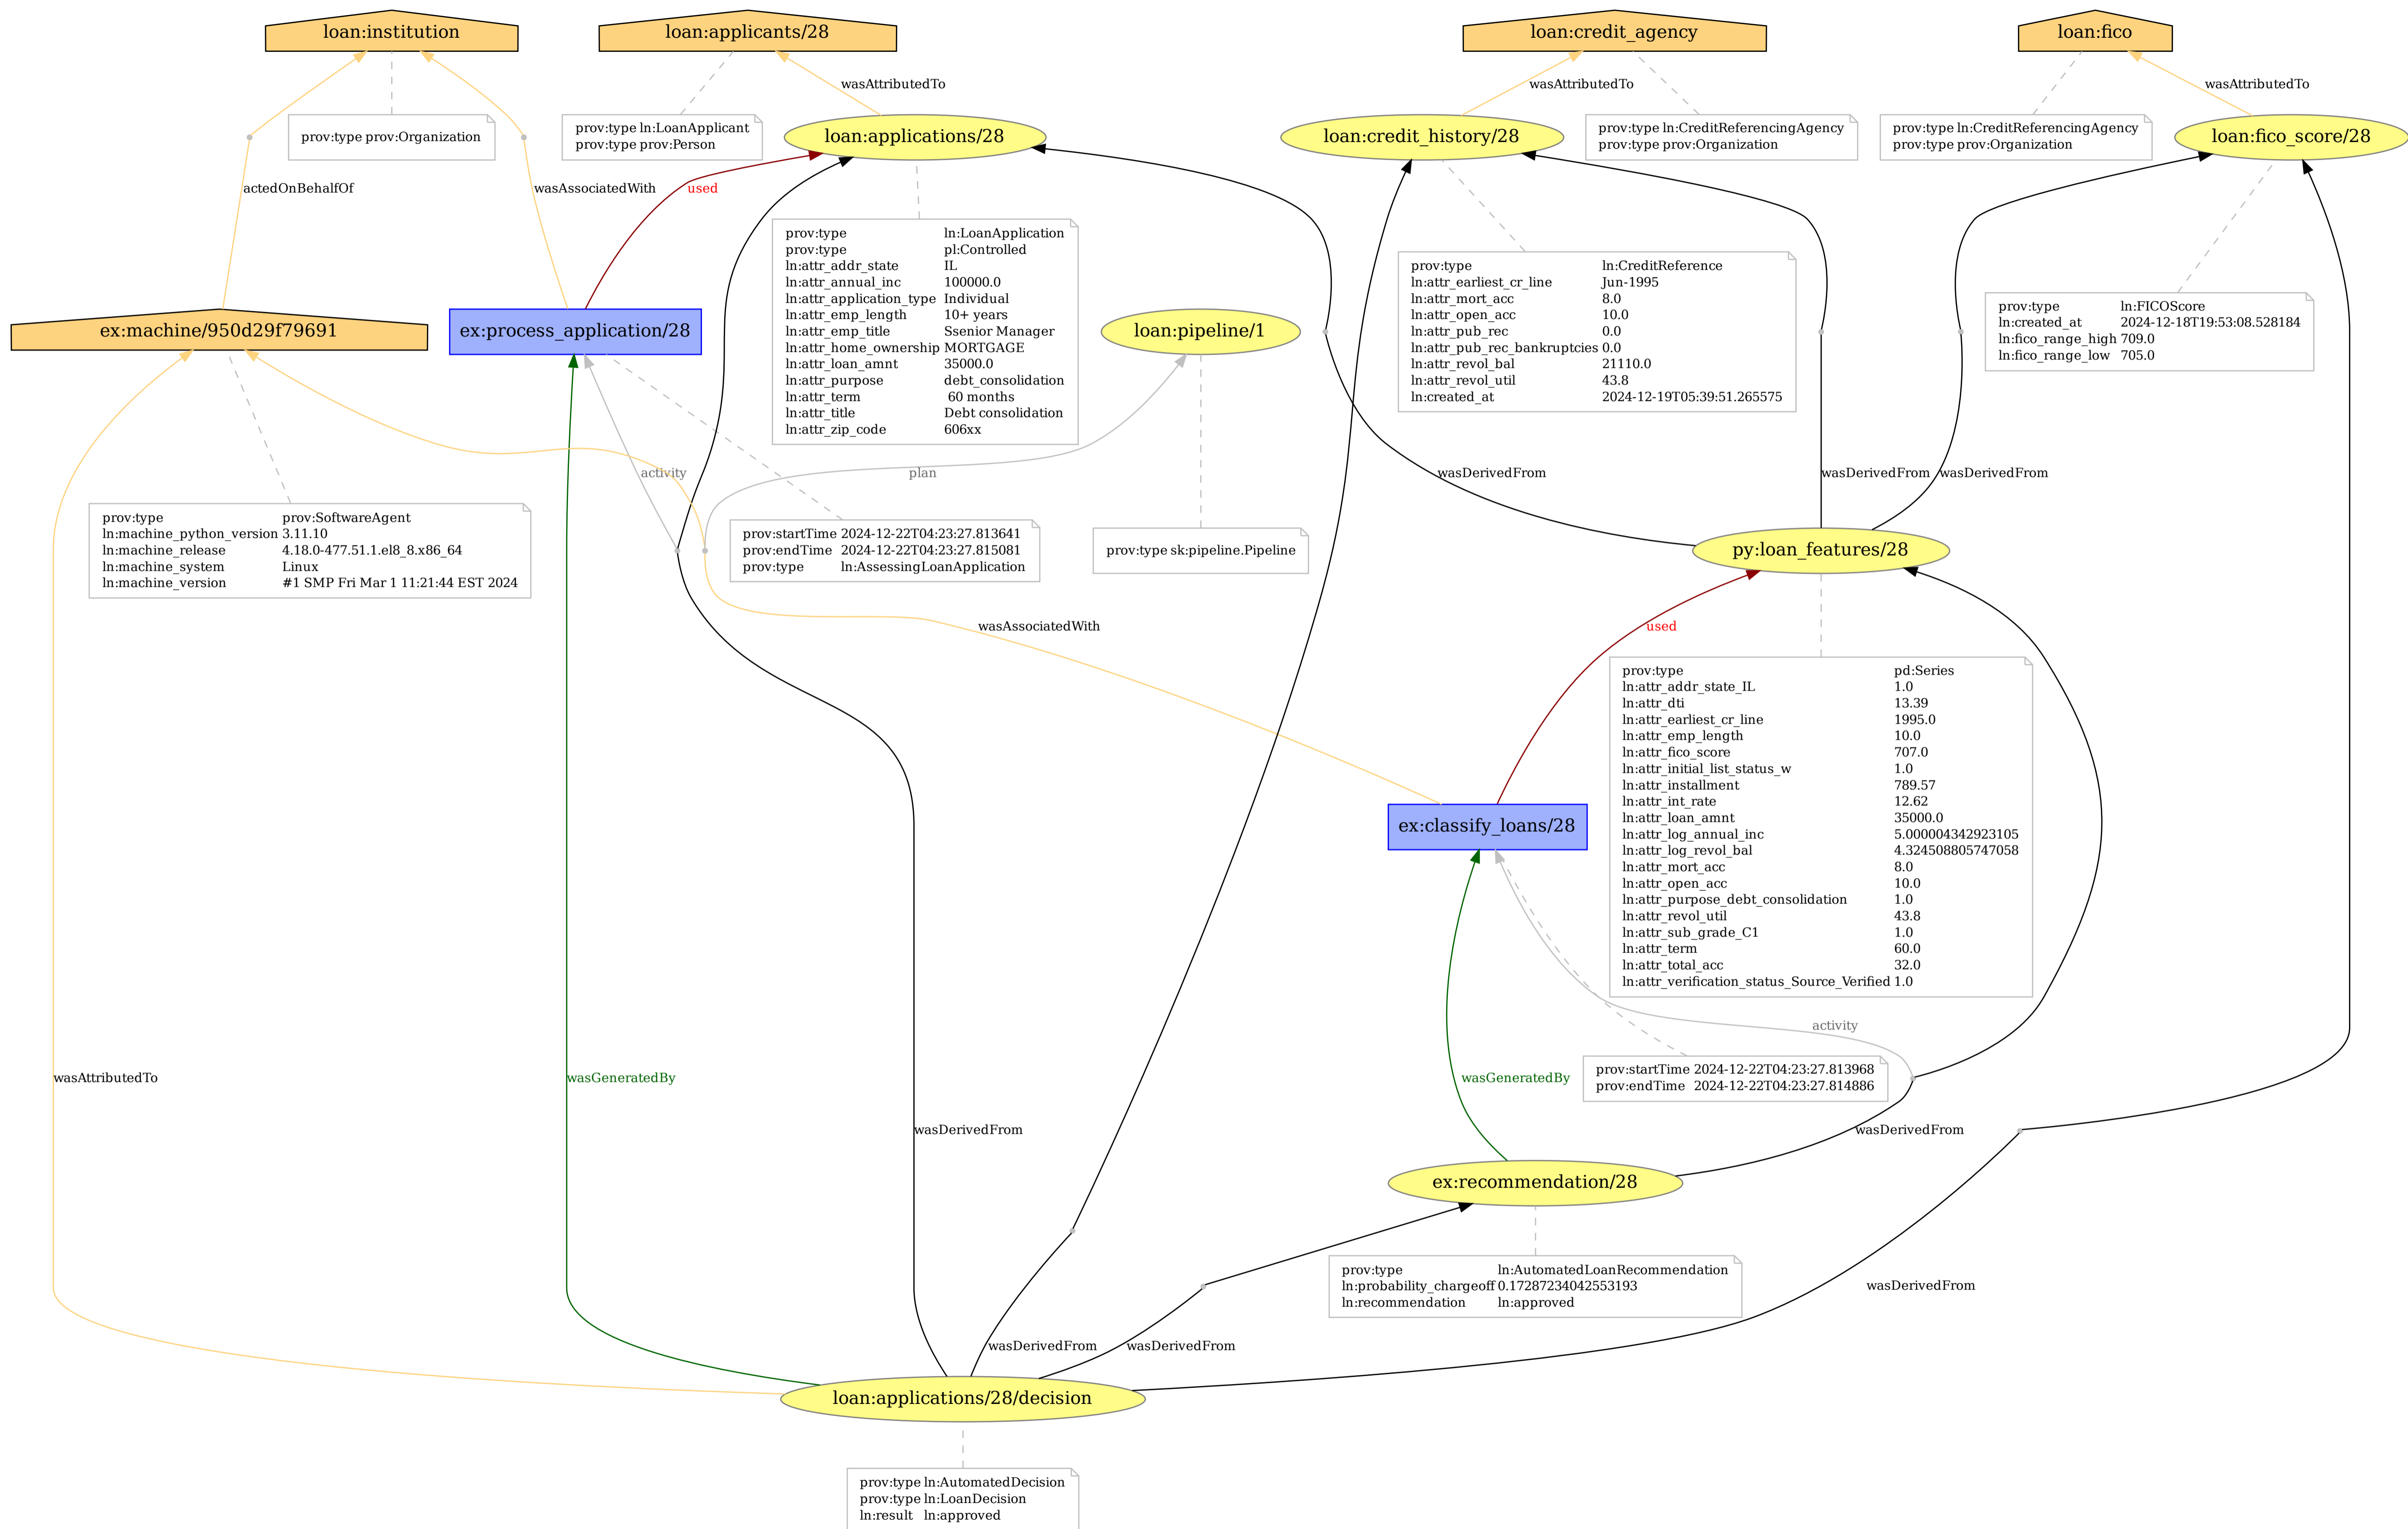 loan:institution
loan:applicants/28
loan:credit_agency
loan:fico
wasAttributedTo
wasAttributedTo
wasAttributedTo
prov:type prov:Organization
prov:type ln:LoanApplicant
prov:type prov:Person
loan:applications/28
loan:credit_history/28
prov:type ln:CreditReferencingAgency
prov:type prov:Organization
prov:type ln:CreditReferencingAgency
prov:type prov:Organization
loan:fico_score/28
actedOnBehalfOf
wasAssociatedWith
used
prov:type ln:LoanApplication
prov:type pl:Controlled
ln:attr_addr_state IL
ln:attr_annual_inc 100000.0
ln:attr_application_type Individual
ln:attr_emp_length 10+ years
ln:attr_emp_title Ssenior Manager
ln:attr_home_ownership MORTGAGE
ln:attr_loan_amnt 35000.0
ln:attr_purpose debt_consolidation
ln:attr_term 60 months
ln:attr_title Debt consolidation
ln:attr_zip_code 606xx
prov:type ln:CreditReference
ln:attr_earliest_cr_line Jun-1995
ln:attr_mort_acc 8.0
ln:attr_open_acc 10.0
ln:attr_pub_rec 0.0
ln:attr_pub_rec_bankruptcies 0.0
ln:attr_revol_bal 21110.0
ln:attr_revol_util 43.8
ln:created_at 2024-12-19T05:39:51.265575
prov:type ln:FICOScore
ln:created_at 2024-12-18T19:53:08.528184
ln:fico_range_high 709.0
ln:fico_range_low 705.0
ex:machine/950d29f79691
ex:process_application/28
loan:pipeline/1
activity
plan
wasDerivedFrom
wasDerivedFrom
wasDerivedFrom
prov:type prov:SoftwareAgent
ln:machine_python_version 3.11.10
ln:machine_release 4.18.0-477.51.1.el8_8.x86_64
ln:machine_system Linux
ln:machine_version #1 SMP Fri Mar 1 11:21:44 EST 2024
prov:startTime 2024-12-22T04:23:27.813641
prov:endTime 2024-12-22T04:23:27.815081
prov:type ln:AssessingLoanApplication
prov:type sk:pipeline.Pipeline
py:loan_features/28
wasAssociatedWith
used
prov:type pd:Series
ln:attr_addr_state_IL 1.0
ln:attr_dti 13.39
ln:attr_earliest_cr_line 1995.0
ln:attr_emp_length 10.0
ln:attr_fico_score 707.0
ln:attr_initial_list_status_w 1.0
ln:attr_installment 789.57
ln:attr_int_rate 12.62
ln:attr_loan_amnt 35000.0
ln:attr_log_annual_inc 5.000004342923105
ln:attr_log_revol_bal 4.324508805747058
ln:attr_mort_acc 8.0
ln:attr_open_acc 10.0
ln:attr_purpose_debt_consolidation 1.0
ln:attr_revol_util 43.8
ln:attr_sub_grade_C1 1.0
ln:attr_term 60.0
ln:attr_total_acc 32.0
ln:attr_verification_status_Source_Verified 1.0
ex:classify_loans/28
activity
wasAttributedTo
wasGeneratedBy
wasGeneratedBy
prov:startTime 2024-12-22T04:23:27.813968
prov:endTime 2024-12-22T04:23:27.814886
wasDerivedFrom
wasDerivedFrom
ex:recommendation/28
prov:type ln:AutomatedLoanRecommendation
ln:probability_chargeoff 0.17287234042553193
ln:recommendation ln:approved
wasDerivedFrom
wasDerivedFrom
wasDerivedFrom
loan:applications/28/decision
prov:type ln:AutomatedDecision
prov:type ln:LoanDecision
ln:result ln:approved